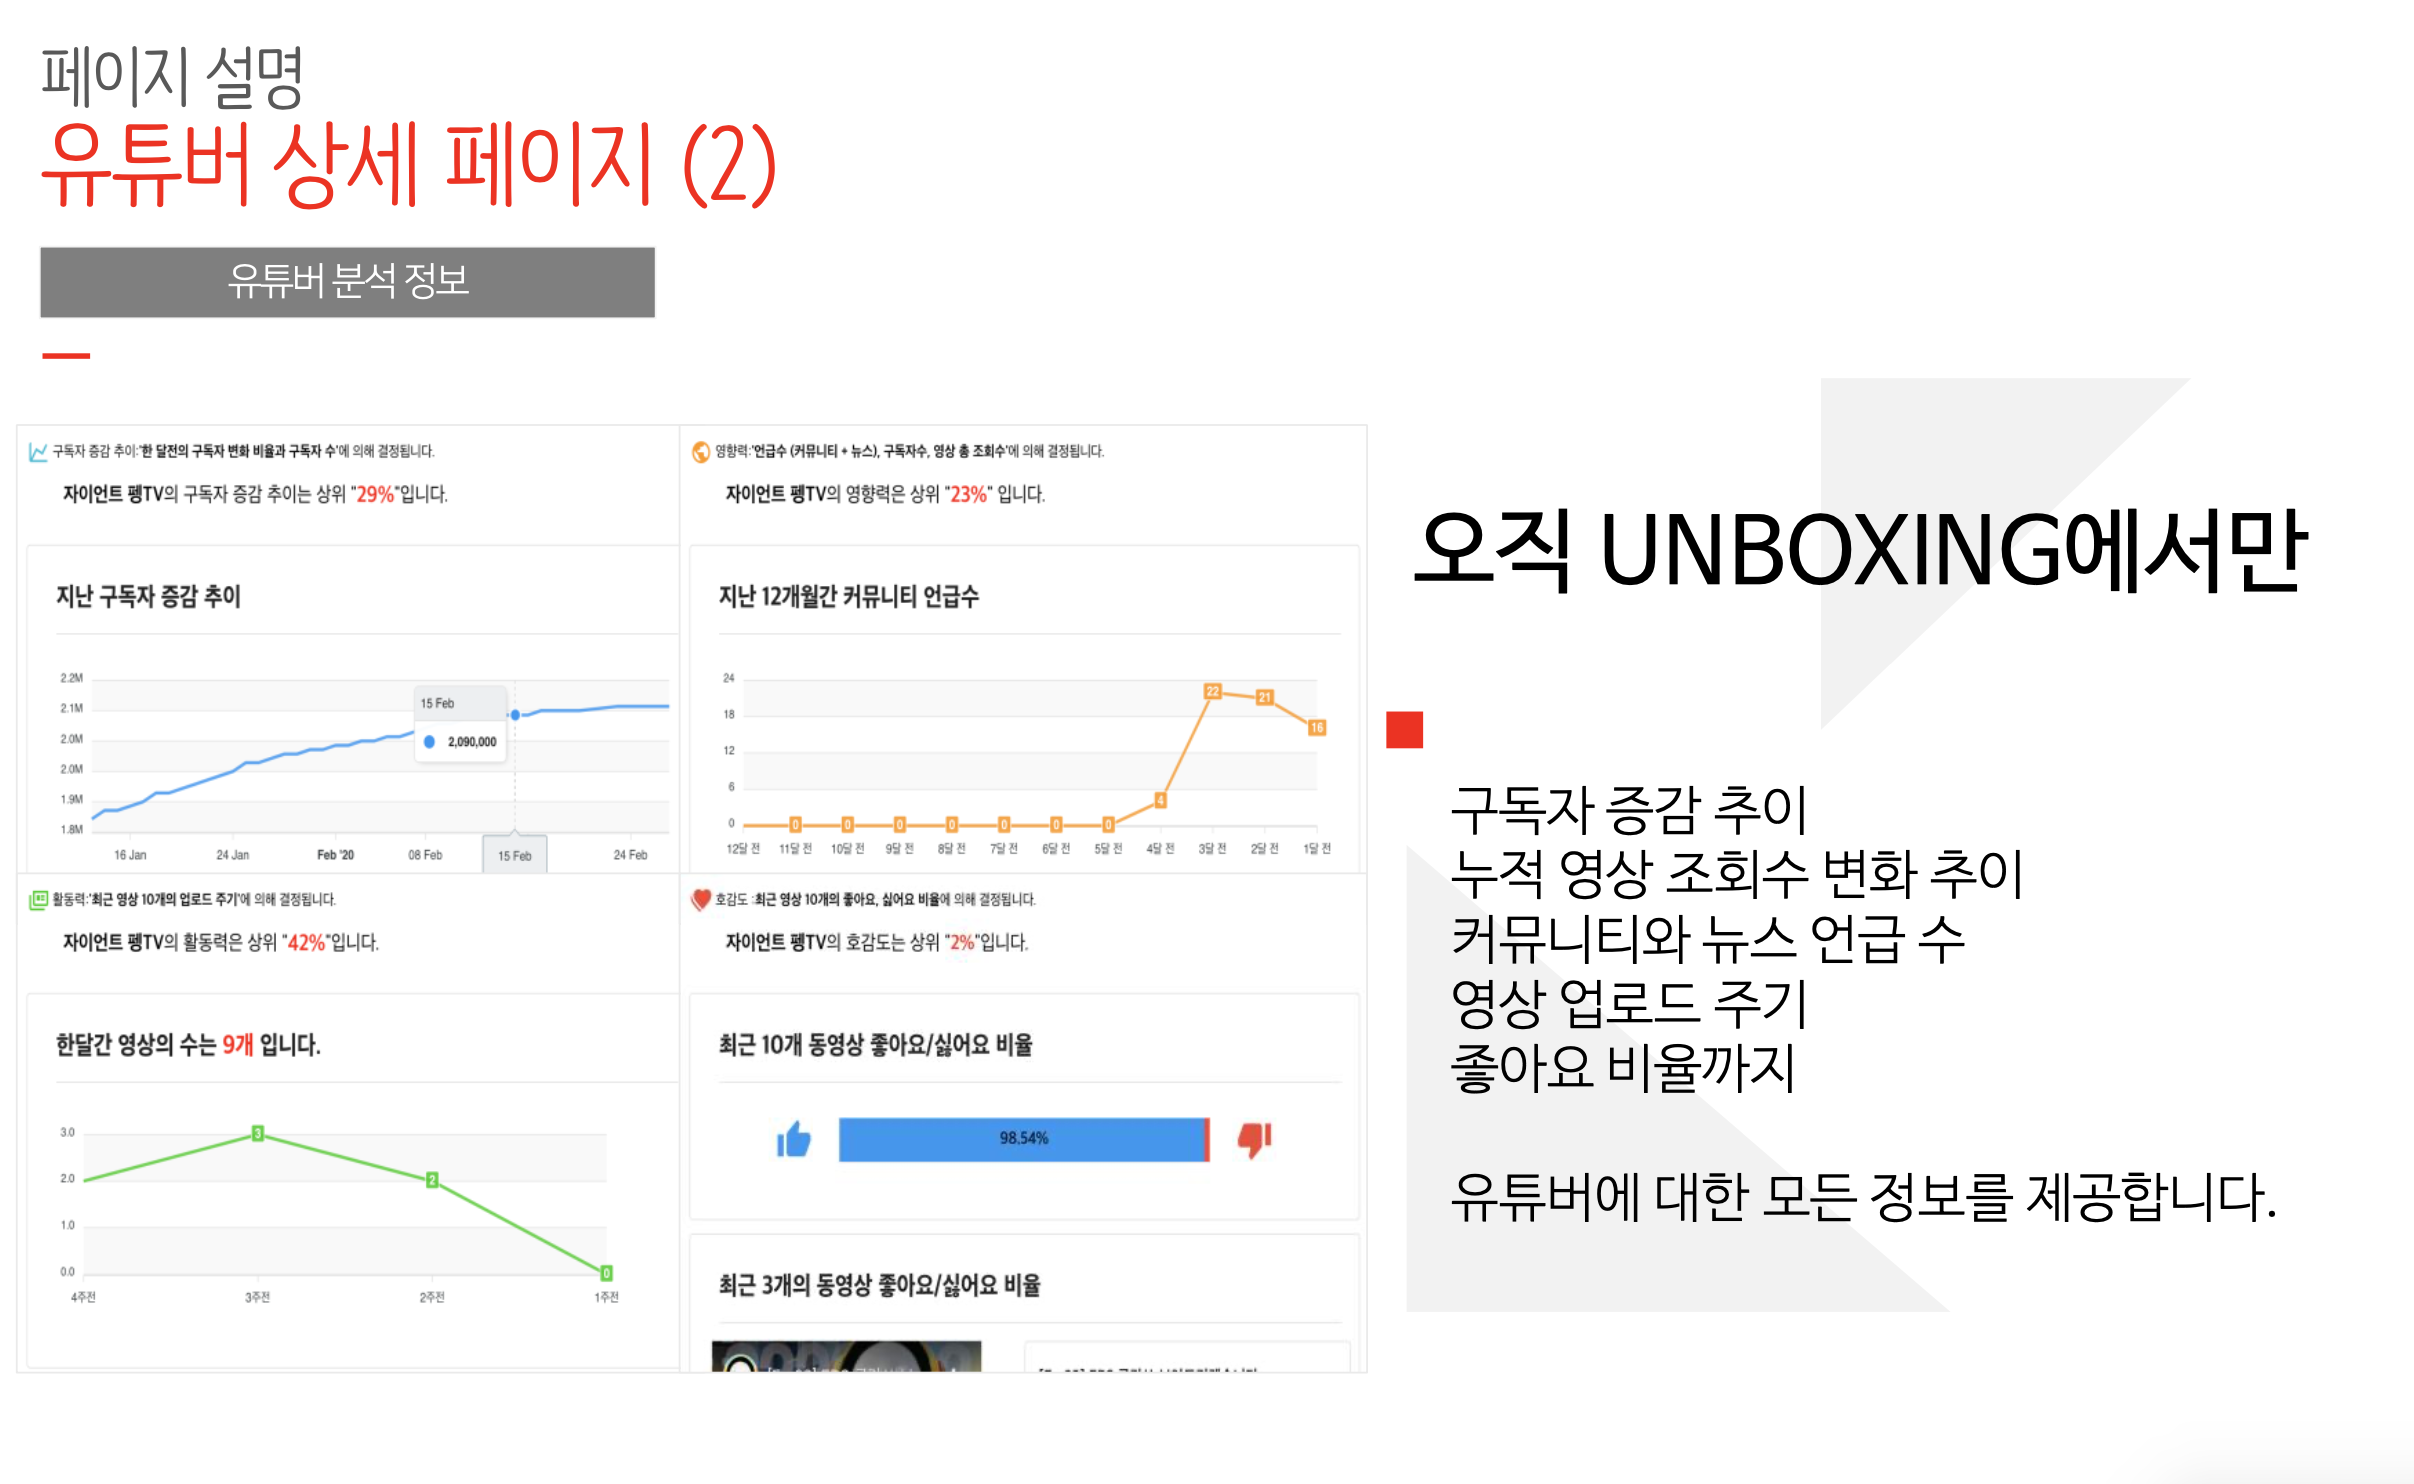 페이지 설명
유튜버 상세 페이지 (2)
유튜버 분석 정보
구독자 증감 추이:'한 달전의 구독자 변화 비율과 구독자 수'에 의해 결정됩니다.
자이언트 펭TV의 구독자 증감 추이는 상위 "29%"입니다.
지난 구독자 증감 추이
2.2M
2.1M
2.0M
2.0M
1.9M
1.8M
15 Feb
2,090,000
16 Jan
24 Jan
Feb '20
08 Feb
15 Feb
24 Feb
영향력:'언급수 (커뮤니티 + 뉴스), 구독자수, 영상 총 조회수'에 의해 결정됩니다.
자이언트 펭TV의 영향력은 상위 "23%" 입니다.
지난 12개월간 커뮤니티 언급수
24
18
12
6
0
0 0 0 0 0 0 0 4 22 21 16
12달 전 11달 전 10달 전 9달 전 8달 전 7달 전 6달 전 5달 전 4달 전 3달 전 2달 전 1달 전
활동력:'최근 영상 10개의 업로드 주기'에 의해 결정됩니다.
자이언트 펭TV의 활동력은 상위 "42%"입니다.
한달간 영상의 수는 9개 입니다.
3.0
2.0
1.0
0.0
3
2
0
4주전 3주전 2주전 1주전
호감도 :최근 영상 10개의 좋아요, 싫어요 비율에 의해 결정됩니다.
자이언트 펭TV의 호감도는 상위 "2%"입니다.
최근 10개 동영상 좋아요/싫어요 비율
98.54%
최근 3개의 동영상 좋아요/싫어요 비율
오직 UNBOXING에서만
구독자 증감 추이
누적 영상 조회수 변화 추이
커뮤니티와 뉴스 언급 수
영상 업로드 주기
좋아요 비율까지
유튜버에 대한 모든 정보를 제공합니다.